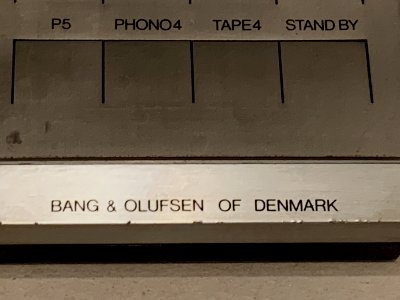 P5 PHONO4 TAPE4 STAND BY
BANG & OLUFSEN OF DENMARK